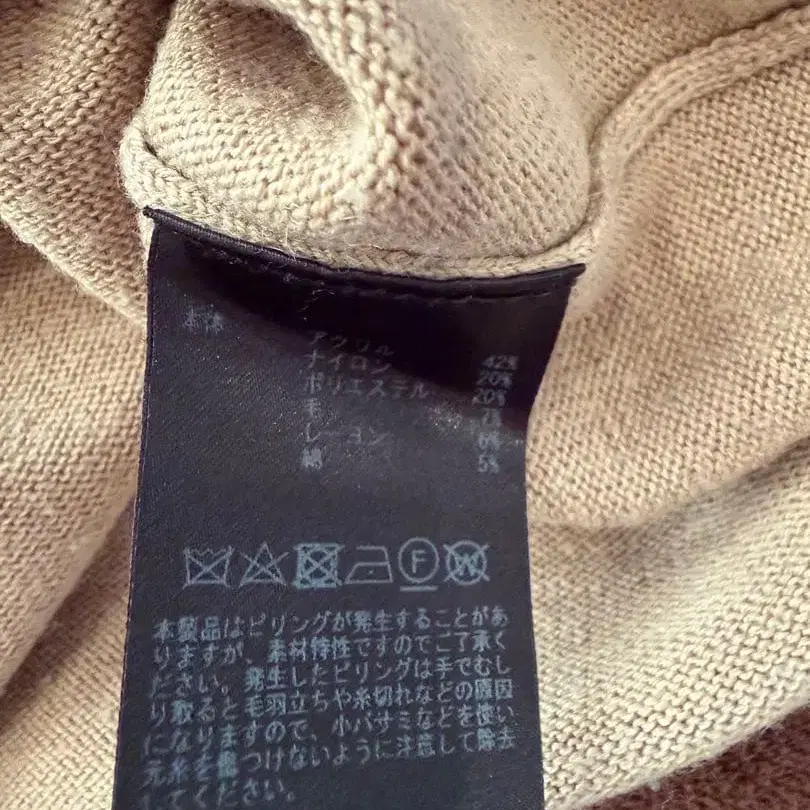 本体
アクリル 42%
ナイロン 20%
ポリエステル 20%
毛
レーヨン 6%
綿 5%
F W
本製品はピリングが発生することがあ
りますが、素材特性ですのでご了承く
ださい。発生したピリングは手でむし
り取ると毛羽立ちや糸切れなどの原因
になりますので、小バサミなどを使い
元糸を傷つけないように注意して除去
してください。